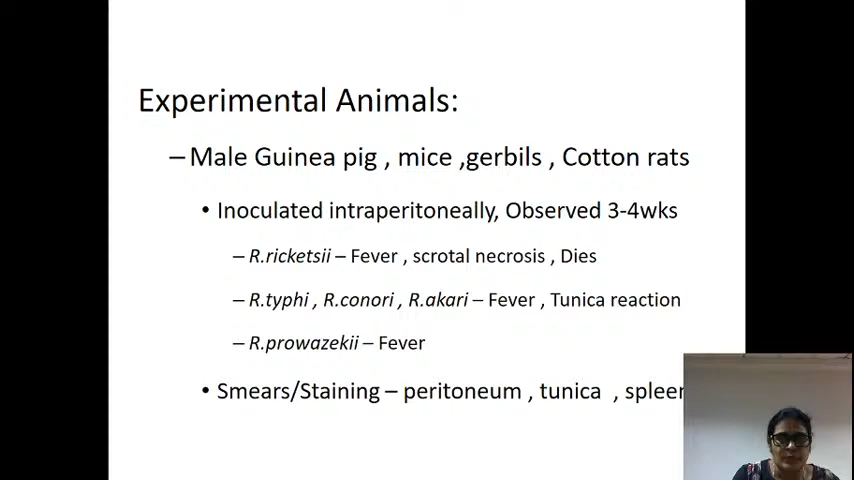 Experimental Animals:
– Male Guinea pig , mice ,gerbils , Cotton rats
• Inoculated intraperitoneally, Observed 3-4wks
– R.ricketsii – Fever , scrotal necrosis , Dies
– R.typhi , R.conori , R.akari – Fever , Tunica reaction
– R.prowazekii – Fever
• Smears/Staining – peritoneum , tunica , spleen